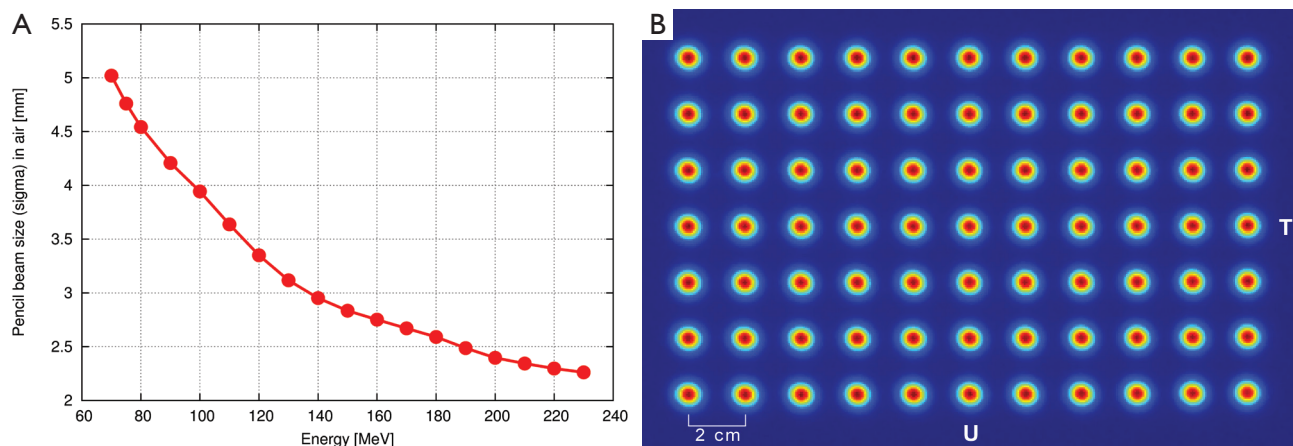 A
Pencil beam size (sigma) in air [mm]
5.5
5
4.5
4
3.5
3
2.5
2
60 80 100 120 140 160 180 200 220 240
Energy [MeV]
B
T
2 cm
U